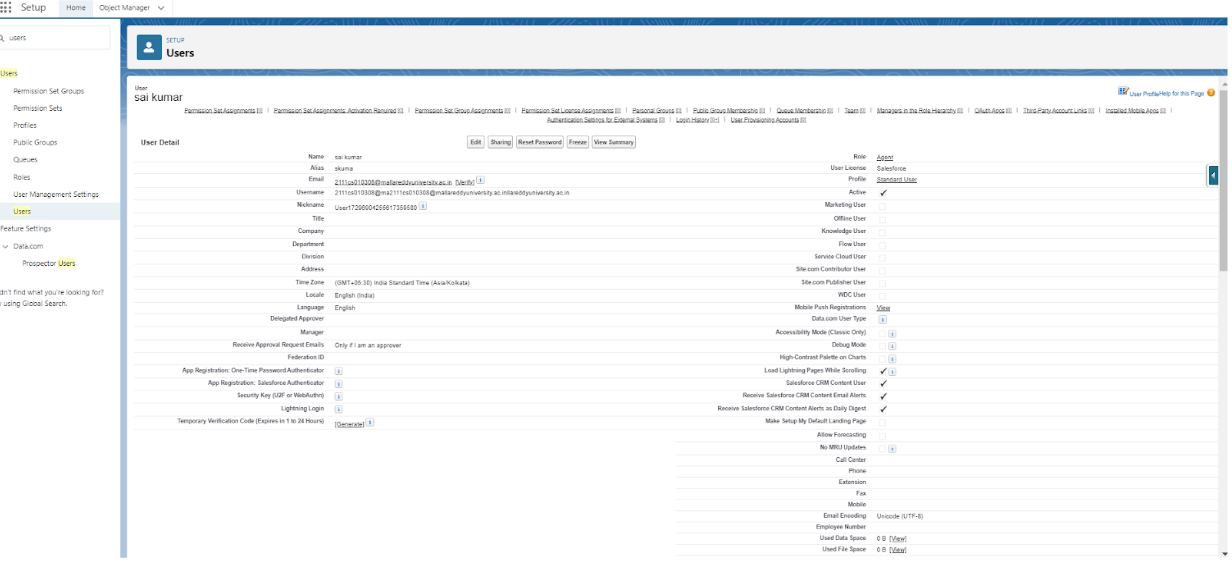 Setup Home Object Manager
users
SETUP
Users
Users
Permission Set Groups
Permission Sets
Profiles
Public Groups
Queues
Roles
User Management Settings
Users
Feature Settings
Data.com
Prospector Users
dn't find what you're looking for?
using Global Search.
User
sai kumar
User Profile Help for this Page
Permission Set Assignments [0] | Permission Set Assignments: Activation Required [0] | Permission Set Group Assignments [0] | Permission Set License Assignments [0] | Personal Groups [0] | Public Group Membership [0] | Queue Membership [0] | Team [0] | Managers in the Role Hierarchy [0] | OAuth Apps [0] | Third-Party Account Links [0] | Installed Mobile Apps [0] |
Authentication Settings for External Systems [0] | Login History [0+] | User Provisioning Accounts [0]
User Detail Edit Sharing Reset Password Freeze View Summary
Name sai kumar
Alias skuma
Email 2111cs010308@mallareddyuniversity.ac.in [Verify]
Username 2111cs010308@ma2111cs010308@mallareddyuniversity.ac.inllareddyuniversity.ac.in
Nickname
Title
Company
Department
Division
Address
Time Zone (GMT+05:30) India Standard Time (Asia/Kolkata)
Locale English (India)
Language English
Delegated Approver
Manager
Receive Approval Request Emails Only if I am an approver
Federation ID
App Registration: One-Time Password Authenticator
App Registration: Salesforce Authenticator
Security Key (U2F or WebAuthn)
Lightning Login
Temporary Verification Code (Expires in 1 to 24 Hours) [Generate]
Role Agent
User License Salesforce
Profile Standard User
Active
Marketing User
Offline User
Knowledge User
Flow User
Service Cloud User
Site.com Contributor User
Site.com Publisher User
WDC User
Mobile Push Registrations View
Data.com User Type
Accessibility Mode (Classic Only)
Debug Mode
High-Contrast Palette on Charts
Load Lightning Pages While Scrolling
Salesforce CRM Content User
Receive Salesforce CRM Content Email Alerts
Receive Salesforce CRM Content Alerts as Daily Digest
Make Setup My Default Landing Page
Allow Forecasting
No MRU Updates
Call Center
Phone
Extension
Fax
Mobile
Email Encoding Unicode (UTF-8)
Employee Number
Used Data Space 0 B [View]
Used File Space 0 B [View]